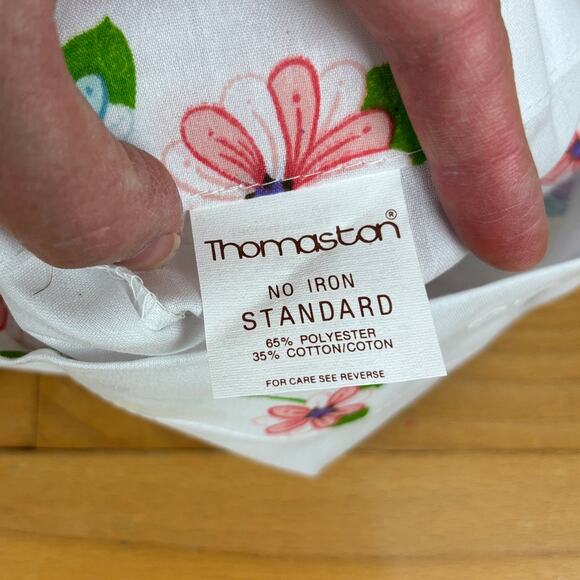 Thomaston®
NO IRON
STANDARD
65% POLYESTER
35% COTTON/COTON
FOR CARE SEE REVERSE